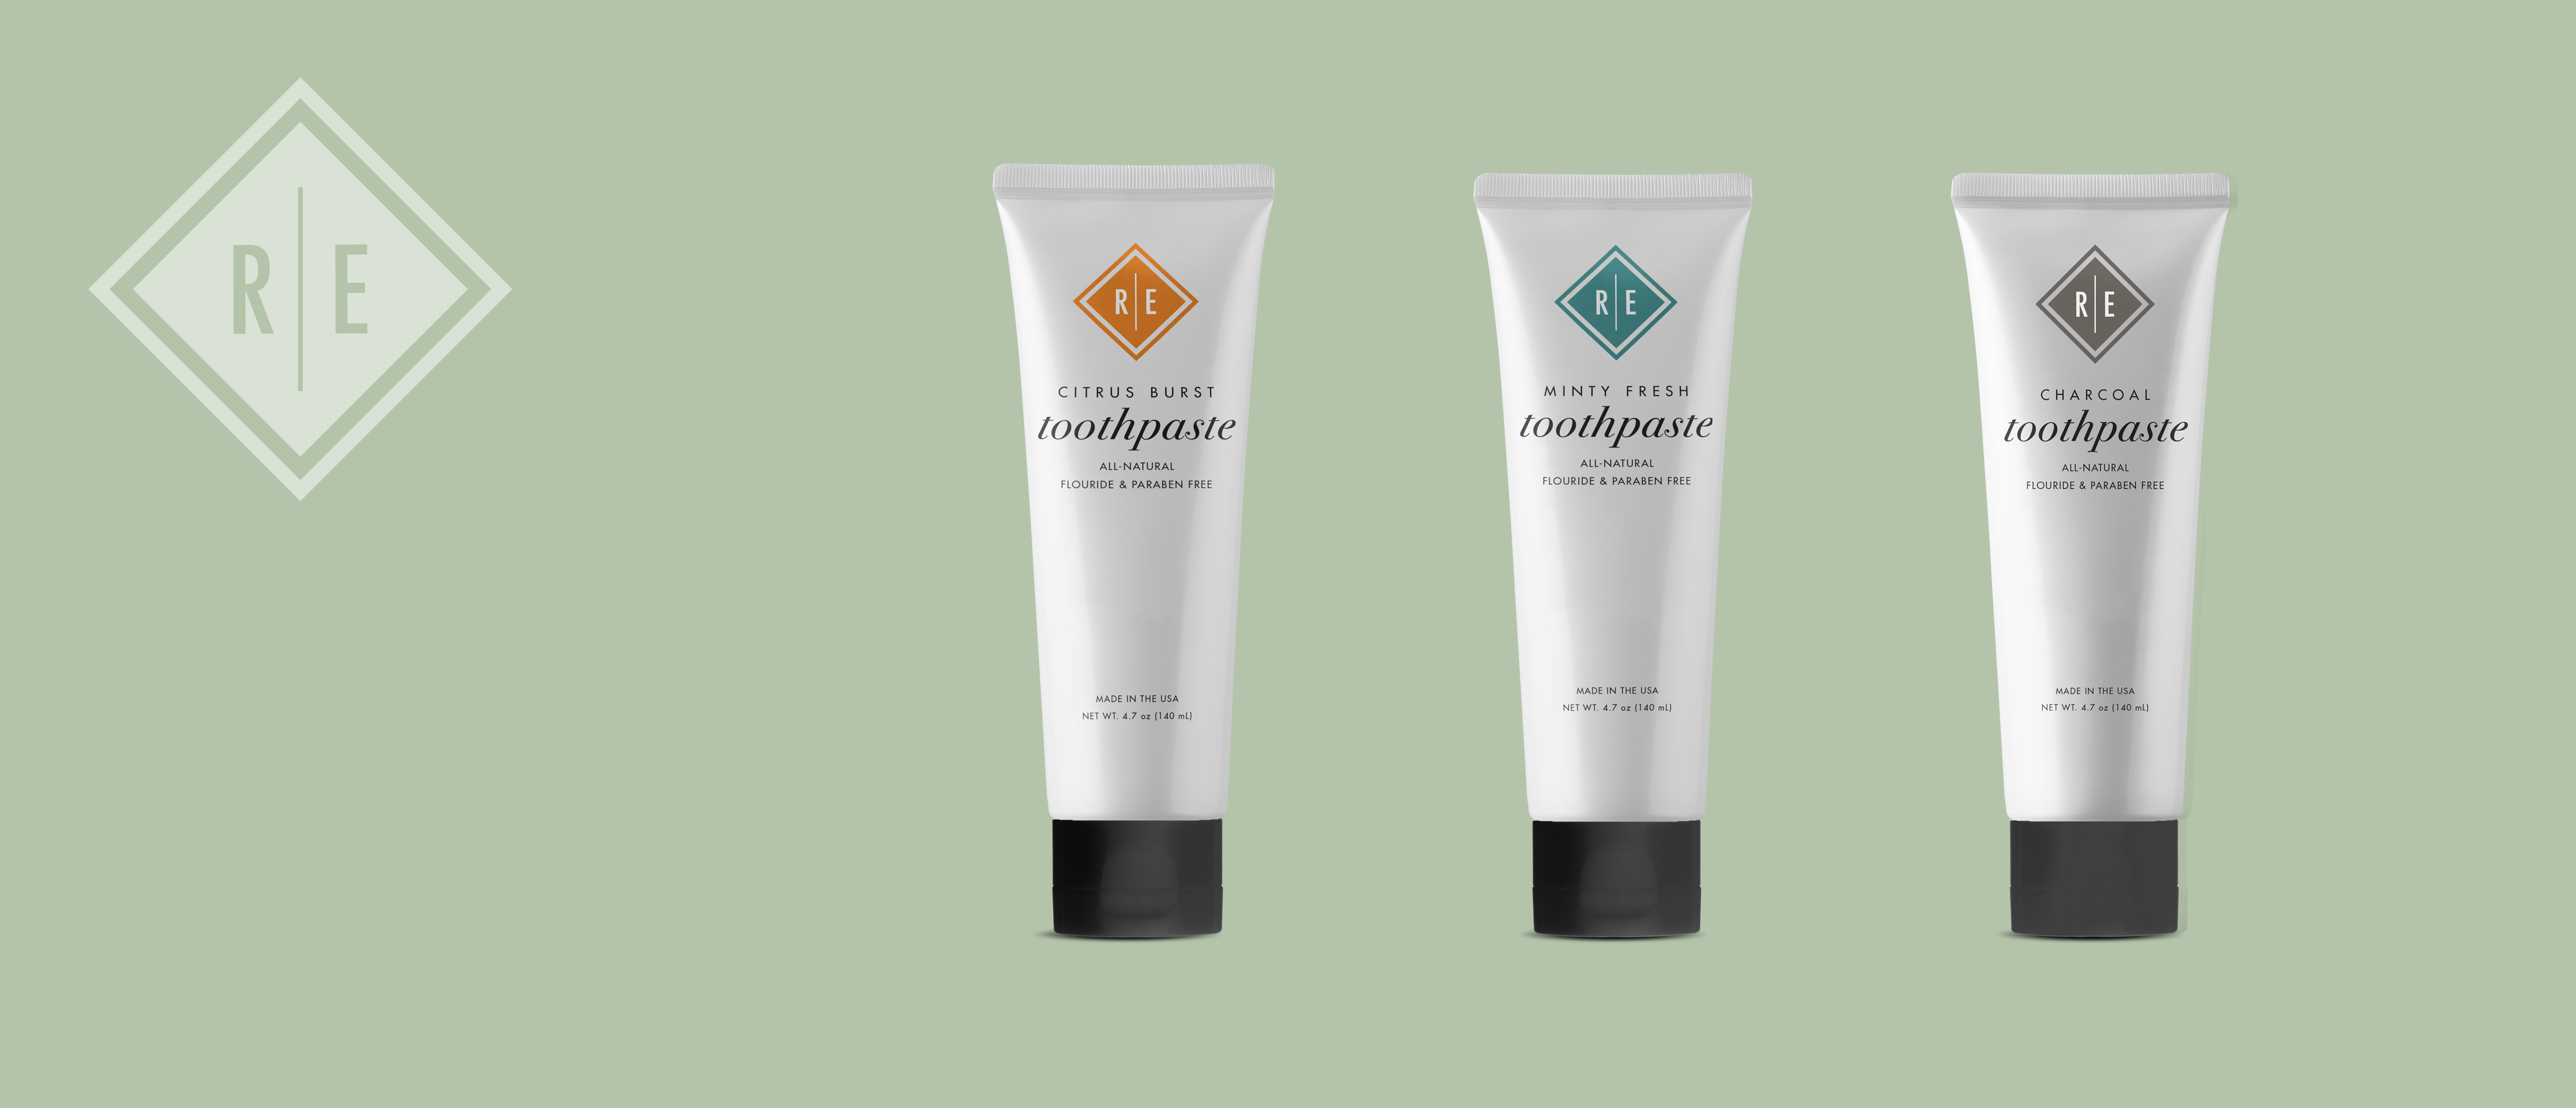 R E
R E
CITRUS BURST
toothpaste
ALL-NATURAL
FLOURIDE & PARABEN FREE
MADE IN THE USA
NET WT. 4.7 oz (140 mL)
R E
MINTY FRESH
toothpaste
ALL-NATURAL
FLOURIDE & PARABEN FREE
MADE IN THE USA
NET WT. 4.7 oz (140 mL)
R E
CHARCOAL
toothpaste
ALL-NATURAL
FLOURIDE & PARABEN FREE
MADE IN THE USA
NET WT. 4.7 oz (140 mL)